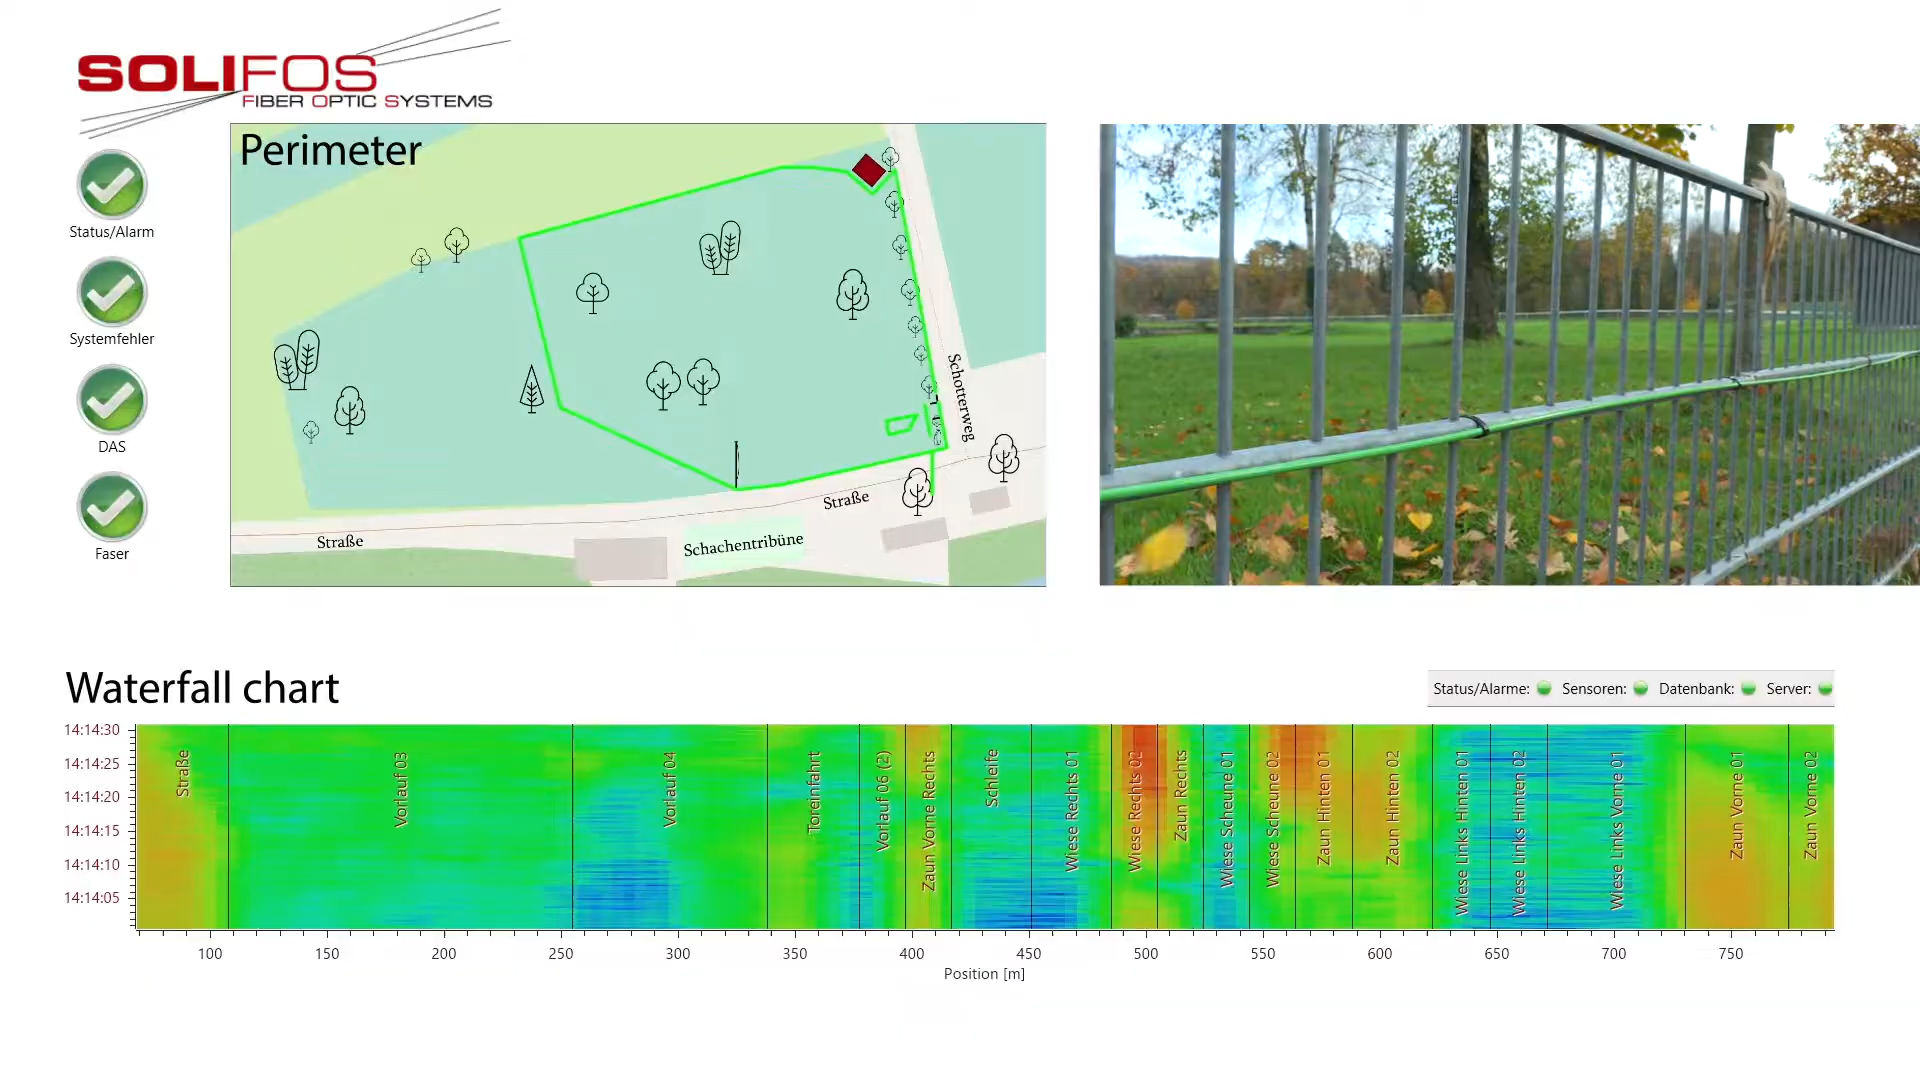 SOLIFOS
FIBER OPTIC SYSTEMS
Perimeter
Status/Alarm
Systemfehler
DAS
Faser
Schotterweg
Straße
Straße
Schachentribüne
Waterfall chart
Status/Alarme: Sensoren: Datenbank: Server:
14:14:30
14:14:25
14:14:20
14:14:15
14:14:10
14:14:05
Straße
Vorlauf 03
Vorlauf 04
Toreinfahrt
Vorlauf 06 (2)
Zaun Vorne Rechts
Schleife
Wiese Rechts 01
Wiese Rechts 02
Zaun Rechts
Wiese Scheune 01
Wiese Scheune 02
Zaun Hinten 01
Zaun Hinten 02
Wiese Links Hinten 01
Wiese Links Hinten 02
Wiese Links Vorne 01
Zaun Vorne 01
Zaun Vorne 02
100 150 200 250 300 350 400 450 500 550 600 650 700 750
Position [m]